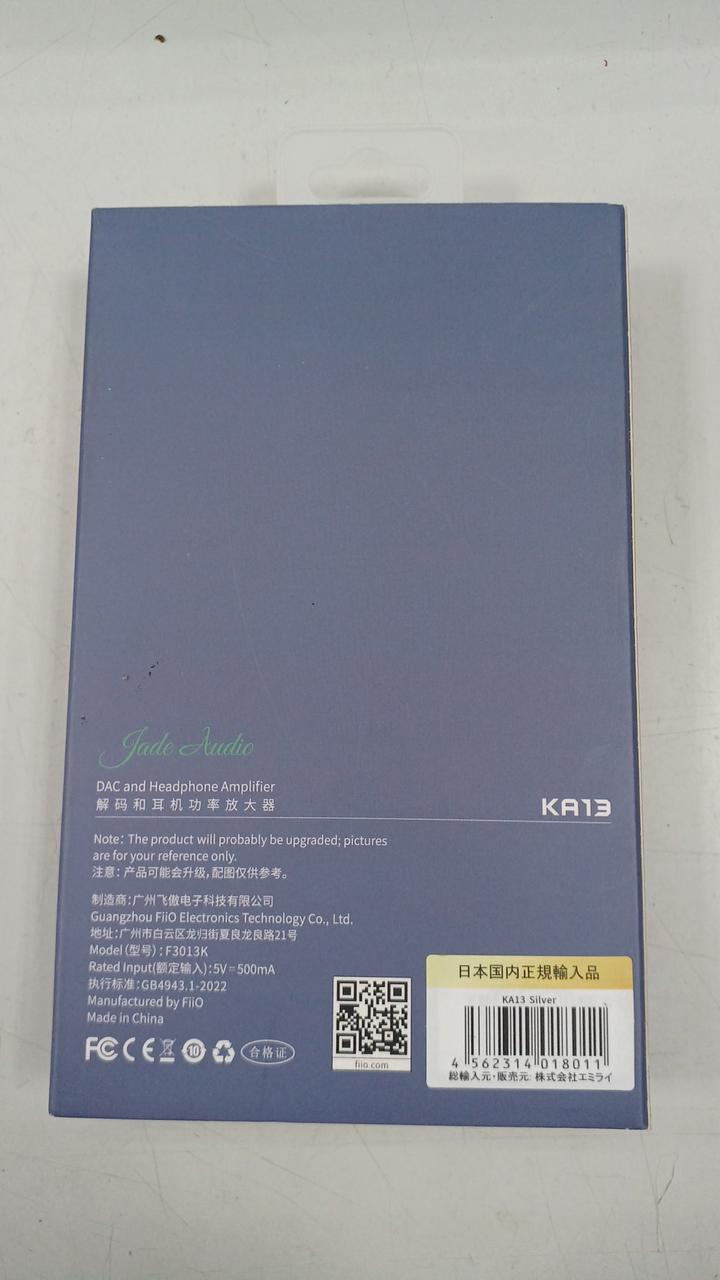 Jade Audio
DAC and Headphone Amplifier
解码和耳机功率放大器
KA13
Note: The product will probably be upgraded; pictures
are for your reference only.
注意: 产品可能会升级,配图仅供参考。
制造商:广州飞傲电子科技有限公司
Guangzhou FiiO Electronics Technology Co., Ltd.
地址:广州市白云区龙归街夏良龙良路21号
Model(型号):F3013K
Rated Input(额定输入):5V⎓500mA
执行标准:GB4943.1-2022
Manufactured by FiiO
Made in China
FC CE 10 合格证
fiio.com
日本国内正規輸入品
KA13 Silver
4 562314 018011
総輸入元・販売元: 株式会社エミライ